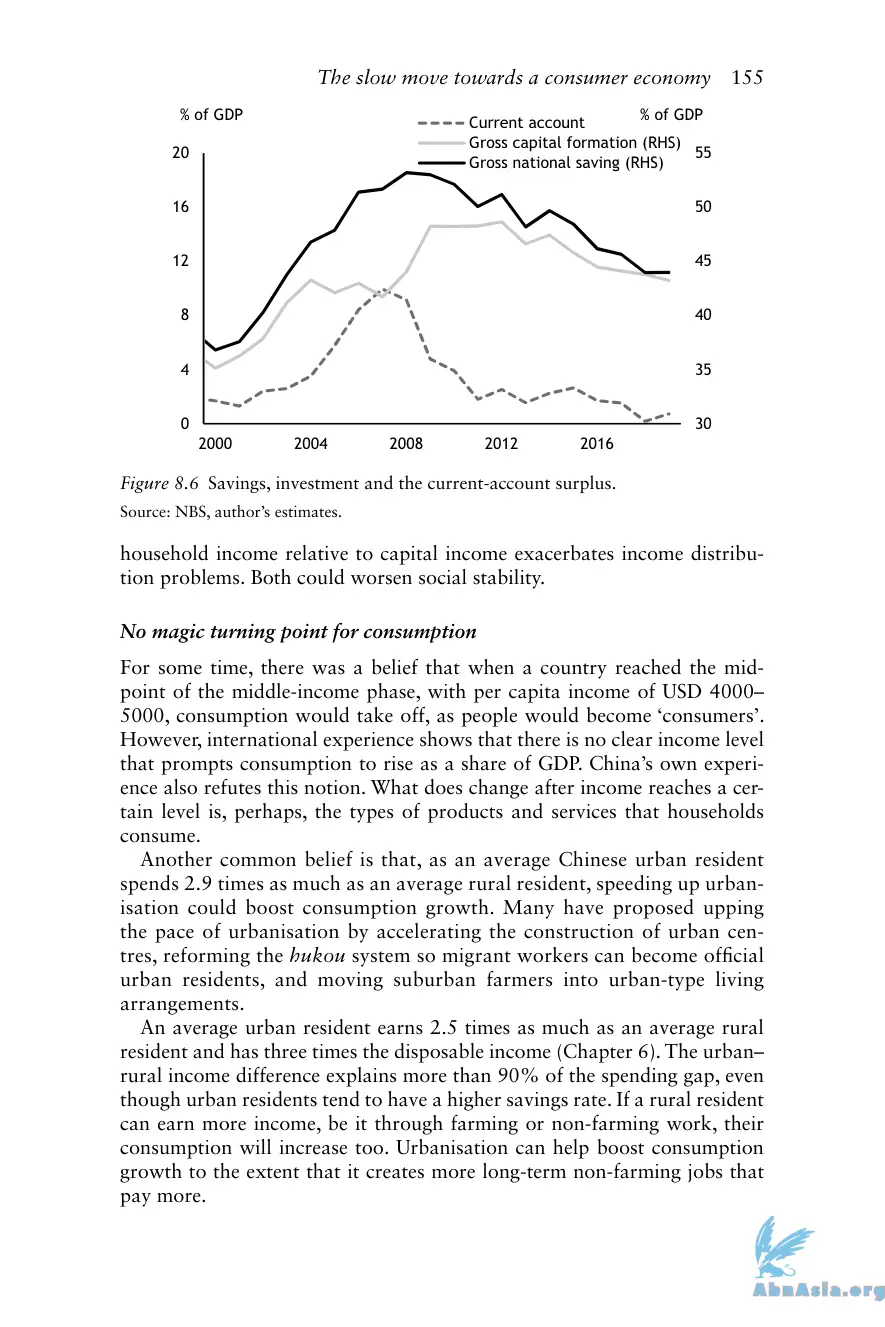 The slow move towards a consumer economy 155
% of GDP
% of GDP
Current account
Gross capital formation (RHS)
Gross national saving (RHS)
20
16
12
8
4
0
55
50
45
40
35
30
2000 2004 2008 2012 2016
Figure 8.6 Savings, investment and the current-account surplus.
Source: NBS, author’s estimates.
household income relative to capital income exacerbates income distribu-
tion problems. Both could worsen social stability.
No magic turning point for consumption
For some time, there was a belief that when a country reached the mid-
point of the middle-income phase, with per capita income of USD 4000–
5000, consumption would take off, as people would become ‘consumers’.
However, international experience shows that there is no clear income level
that prompts consumption to rise as a share of GDP. China’s own experi-
ence also refutes this notion. What does change after income reaches a cer-
tain level is, perhaps, the types of products and services that households
consume.
Another common belief is that, as an average Chinese urban resident
spends 2.9 times as much as an average rural resident, speeding up urban-
isation could boost consumption growth. Many have proposed upping
the pace of urbanisation by accelerating the construction of urban cen-
tres, reforming the hukou system so migrant workers can become official
urban residents, and moving suburban farmers into urban-type living
arrangements.
An average urban resident earns 2.5 times as much as an average rural
resident and has three times the disposable income (Chapter 6). The urban–
rural income difference explains more than 90% of the spending gap, even
though urban residents tend to have a higher savings rate. If a rural resident
can earn more income, be it through farming or non-farming work, their
consumption will increase too. Urbanisation can help boost consumption
growth to the extent that it creates more long-term non-farming jobs that
pay more.
AbnAsia.org